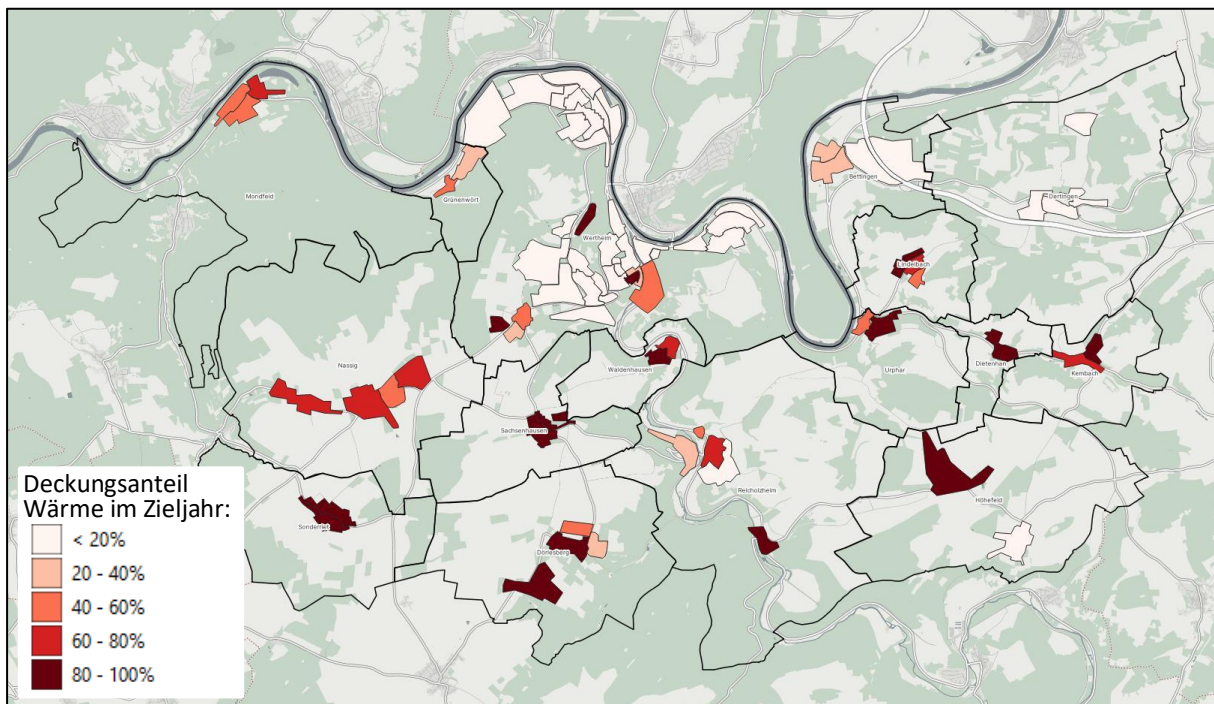 Mondfeld
Grünenwört
Bettingen
Dertingen
Wertheim
Lindelbach
Nassig
Waldenhausen
Urphar
Dietenhan
Kembach
Sachsenhausen
Reicholzheim
Höhefeld
Sonderriet
Dörlesberg
Deckungsanteil
Wärme im Zieljahr:
< 20%
20 - 40%
40 - 60%
60 - 80%
80 - 100%